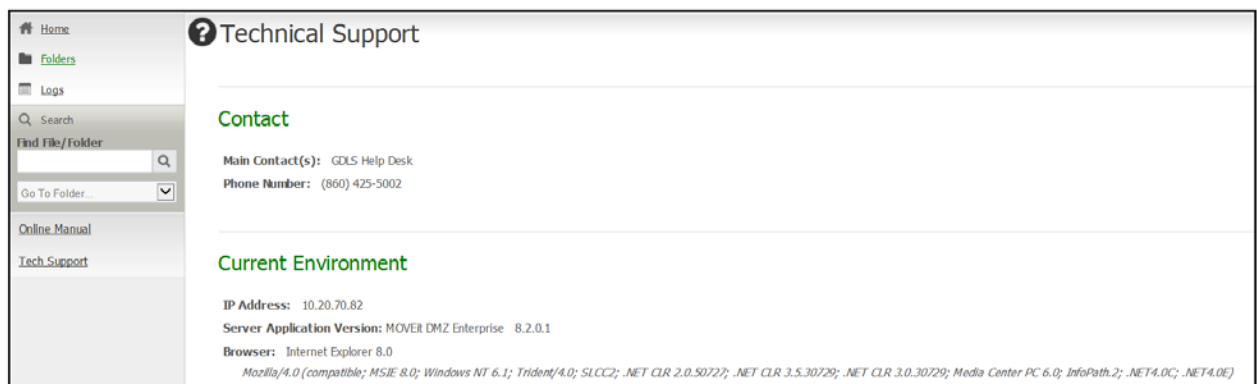 Home
Folders
Logs
Search
Find File/Folder
Go To Folder...
Online Manual
Tech Support
Technical Support
Contact
Main Contact(s): GDLS Help Desk
Phone Number: (860) 425-5002
Current Environment
IP Address: 10.20.70.82
Server Application Version: MOVEit DMZ Enterprise 8.2.0.1
Browser: Internet Explorer 8.0
Mozilla/4.0 (compatible; MSIE 8.0; Windows NT 6.1; Trident/4.0; SLCC2; .NET CLR 2.0.50727; .NET CLR 3.5.30729; .NET CLR 3.0.30729; Media Center PC 6.0; InfoPath.2; .NET4.0C; .NET4.0E)